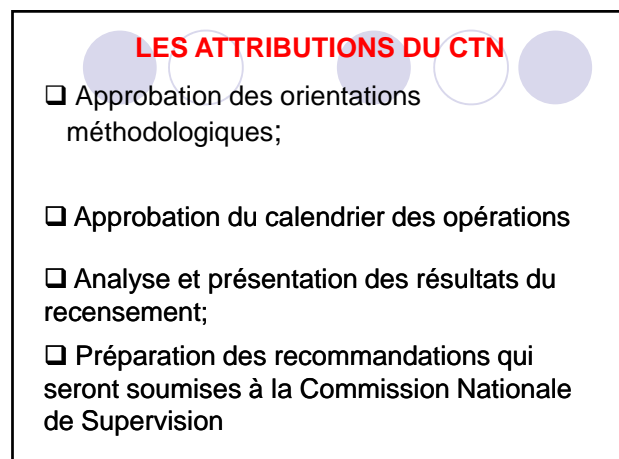 LES ATTRIBUTIONS DU CTN
❑ Approbation des orientations
méthodologiques;
❑ Approbation du calendrier des opérations
❑ Analyse et présentation des résultats du
recensement;
❑ Préparation des recommandations qui
seront soumises à la Commission Nationale
de Supervision